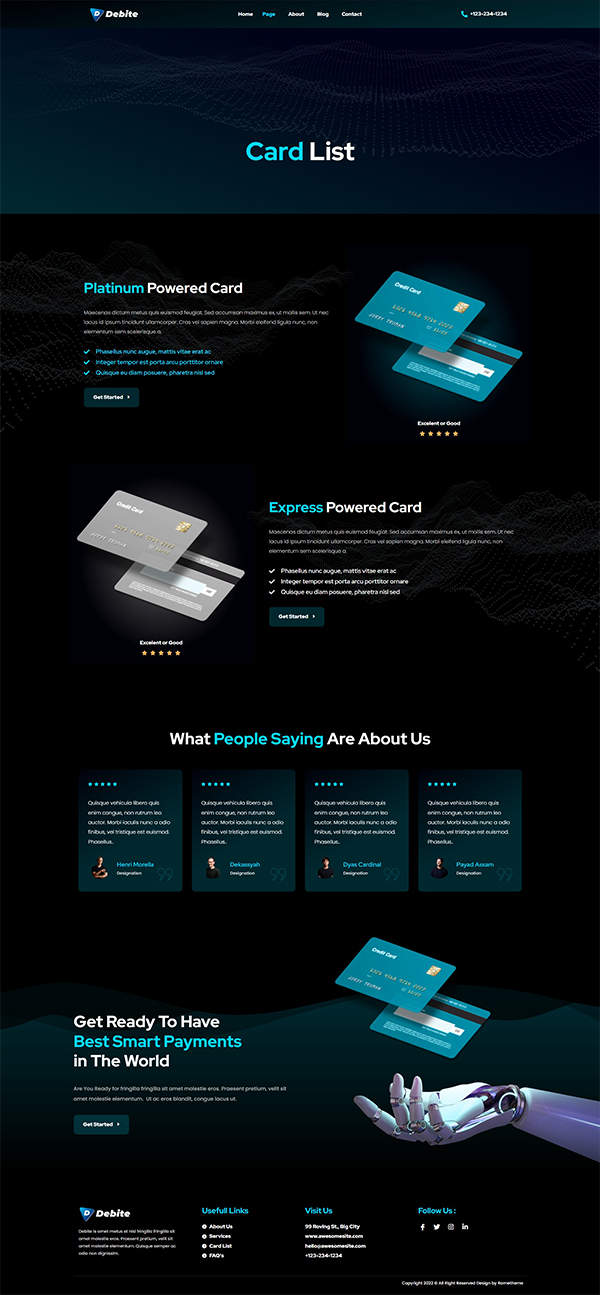 Debite
Home Page About Blog Contact
+123-234-1234
Card List
Platinum Powered Card
Maecenas dictum metus quis euismod feugiat. Sed accumsan maximus ex, ut mollis sem. Ut nec
lacus id ipsum tincidunt ullamcorper. Cras vel sapien magna. Morbi eleifend ligula nunc, non
elementum sem scelerisque a.
Phasellus nunc augue, mattis vitae erat ac
Integer tempor est porta arcu porttitor ornare
Quisque eu diam posuere, pharetra nisl sed
Get Started
Credit Card
JERRY TRUMAN
Excelent or Good
Credit Card
JERRY TRUMAN
Excelent or Good
Express Powered Card
Maecenas dictum metus quis euismod feugiat. Sed accumsan maximus ex, ut mollis sem. Ut nec
lacus id ipsum tincidunt ullamcorper. Cras vel sapien magna. Morbi eleifend ligula nunc, non
elementum sem scelerisque a.
Phasellus nunc augue, mattis vitae erat ac
Integer tempor est porta arcu porttitor ornare
Quisque eu diam posuere, pharetra nisl sed
Get Started
What People Saying Are About Us
Quisque vehicula libero quis
enim congue, non rutrum leo
auctor. Morbi iaculis nunc a odio
finibus, vel tristique est euismod.
Phasellus..
Henri Morella
Designation
Quisque vehicula libero quis
enim congue, non rutrum leo
auctor. Morbi iaculis nunc a odio
finibus, vel tristique est euismod.
Phasellus..
Dekassyah
Designation
Quisque vehicula libero quis
enim congue, non rutrum leo
auctor. Morbi iaculis nunc a odio
finibus, vel tristique est euismod.
Phasellus..
Dyas Cardinal
Designation
Quisque vehicula libero quis
enim congue, non rutrum leo
auctor. Morbi iaculis nunc a odio
finibus, vel tristique est euismod.
Phasellus..
Payad Assam
Designation
Credit Card
JERRY TRUMAN
Get Ready To Have
Best Smart Payments
in The World
Are You Ready for fringilla fringilla sit amet molestie eros. Praesent pretium, velit sit
amet molestie elementum. Ut ac eros blandit, congue lacus ut.
Get Started
Debite
Debite is amet metus et nisl fringilla fringilla sit
amet molestie eros. Praesent pretium, velit sit
amet molestie elementum. Quisque semper ac
odio non dignissim.
Usefull Links
About Us
Services
Card List
FAQ's
Visit Us
99 Roving St., Big City
www.awesomesite.com
hello@awesomesite.com
+123-234-1234
Follow Us :
Copyright 2022 © All Right Reserved Design by Rometheme